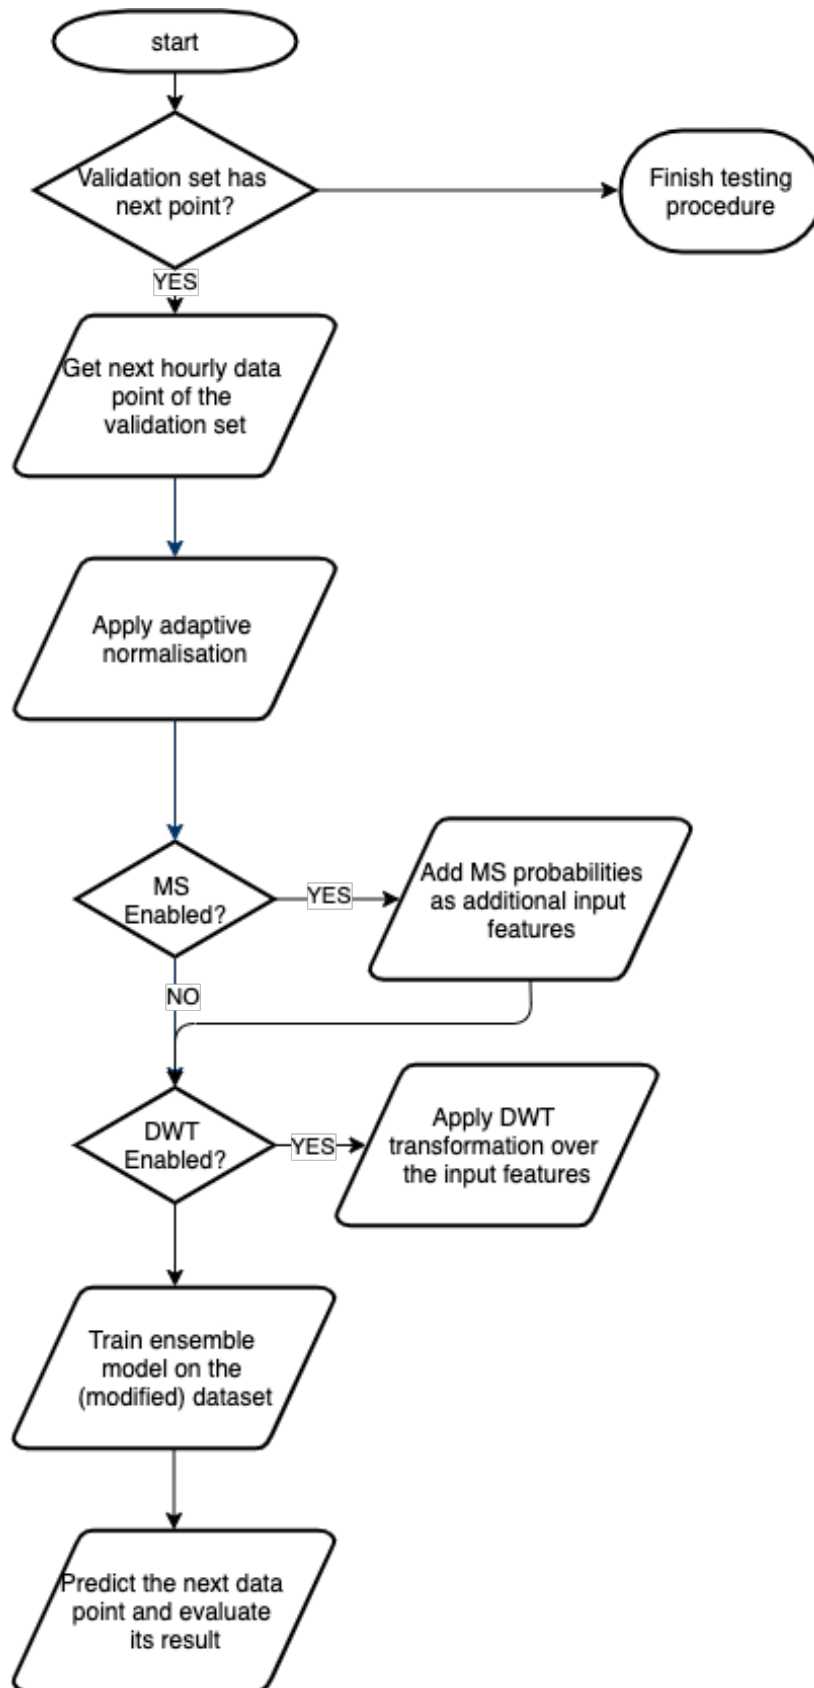 start
Validation set has
next point?
Finish testing
procedure
YES
Get next hourly data
point of the
validation set
Apply adaptive
normalisation
MS
Enabled?
YES
Add MS probabilities
as additional input
features
NO
DWT
Enabled?
YES
Apply DWT
transformation over
the input features
Train ensemble
model on the
(modified) dataset
Predict the next data
point and evaluate
its result